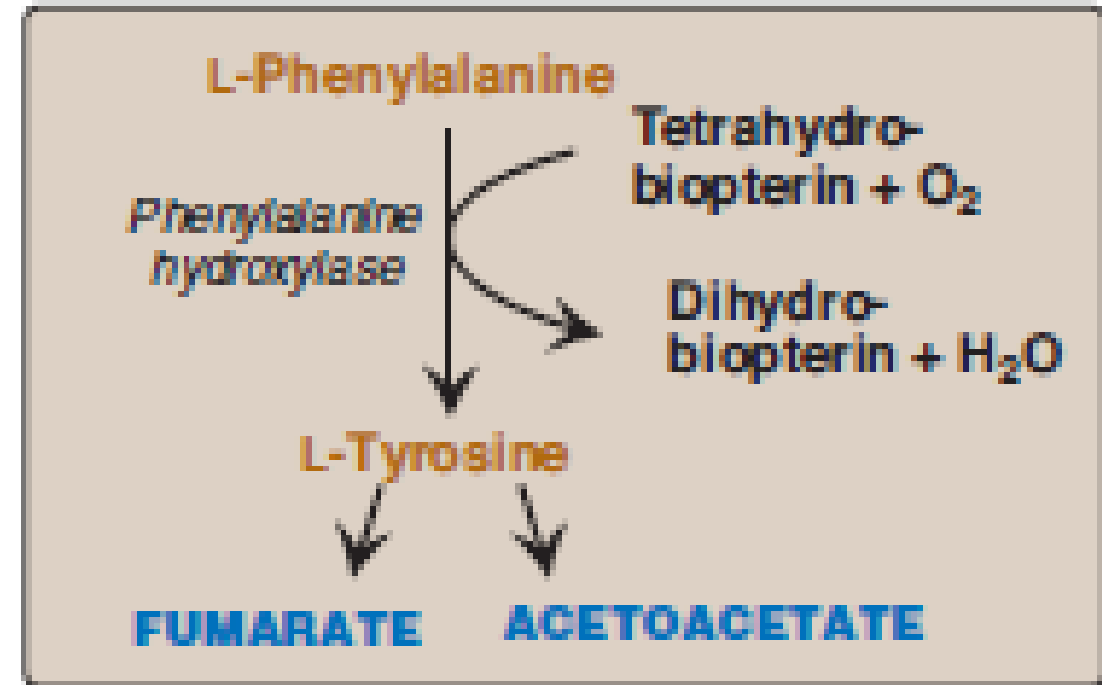 L-Phenylalanine
Tetrahydro-
biopterin + O₂
Phenylalanine
hydroxylase
Dihydro-
biopterin + H₂O
L-Tyrosine
FUMARATE
ACETOACETATE